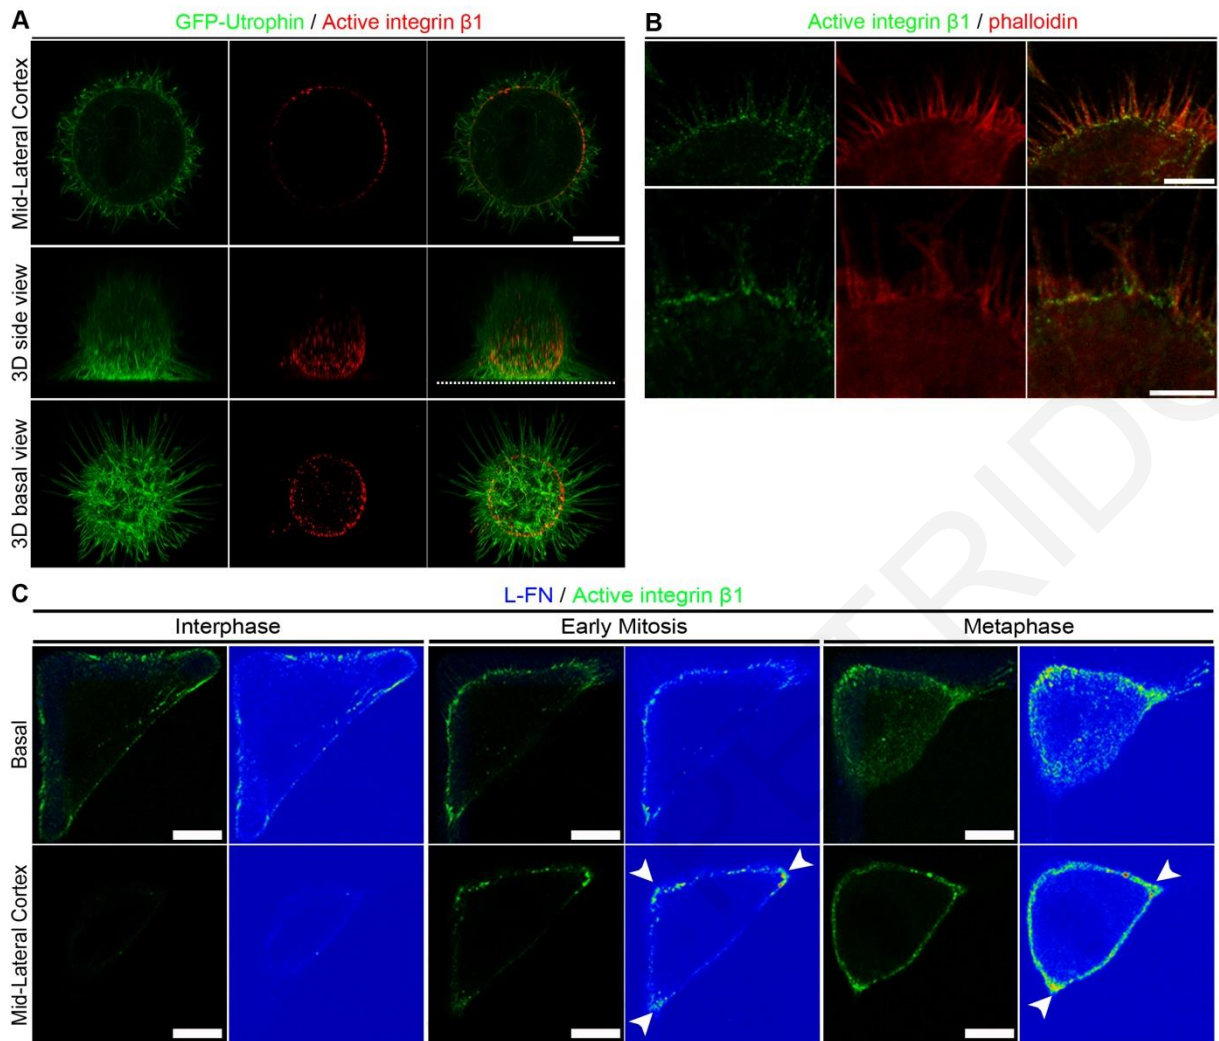 A
GFP-Utrophin / Active integrin β1
Mid-Lateral Cortex
3D side view
3D basal view
B
Active integrin β1 / phalloidin
C
L-FN / Active integrin β1
Interphase
Early Mitosis
Metaphase
Basal
Mid-Lateral Cortex